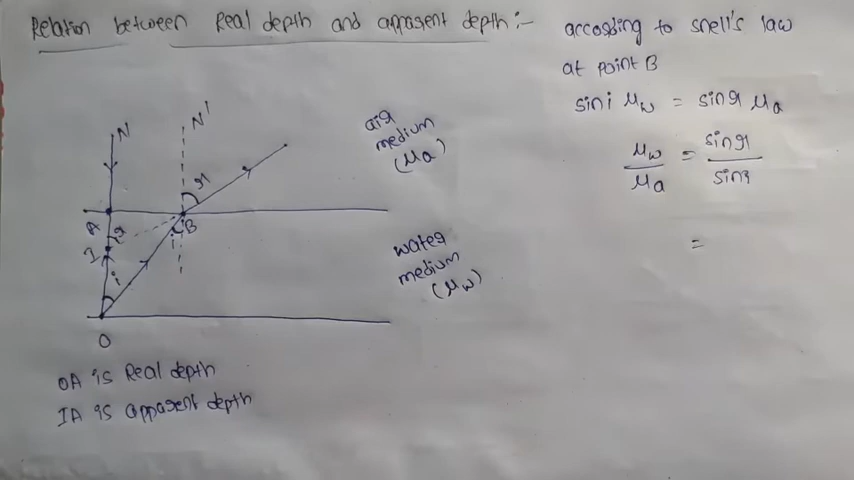 Relation between Real depth and apparent depth :-
according to snell's law
at point B
sin i μw = sin r μa
μw/μa = sin r/sin i
=
N
N'
air
medium
(μa)
r
A
B
r
i
I
i
water
medium
(μw)
O
OA is Real depth
IA is apparent depth